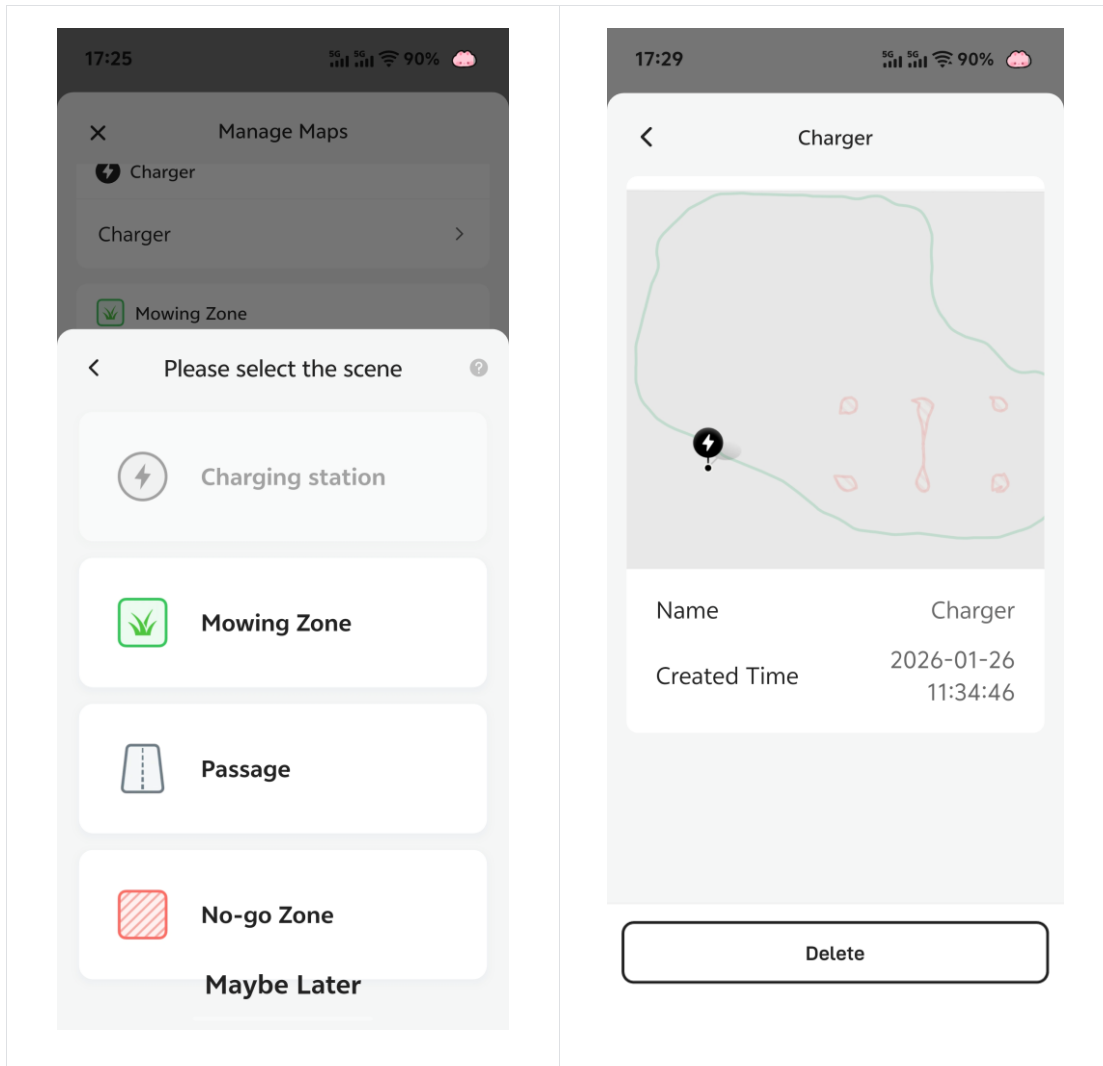 17:25
5G 5G 90%
Manage Maps
Charger
Charger
Mowing Zone
Please select the scene
?
Charging station
Mowing Zone
Passage
No-go Zone
Maybe Later
17:29
5G 5G 90%
Charger
Name Charger
Created Time 2026-01-26
11:34:46
Delete